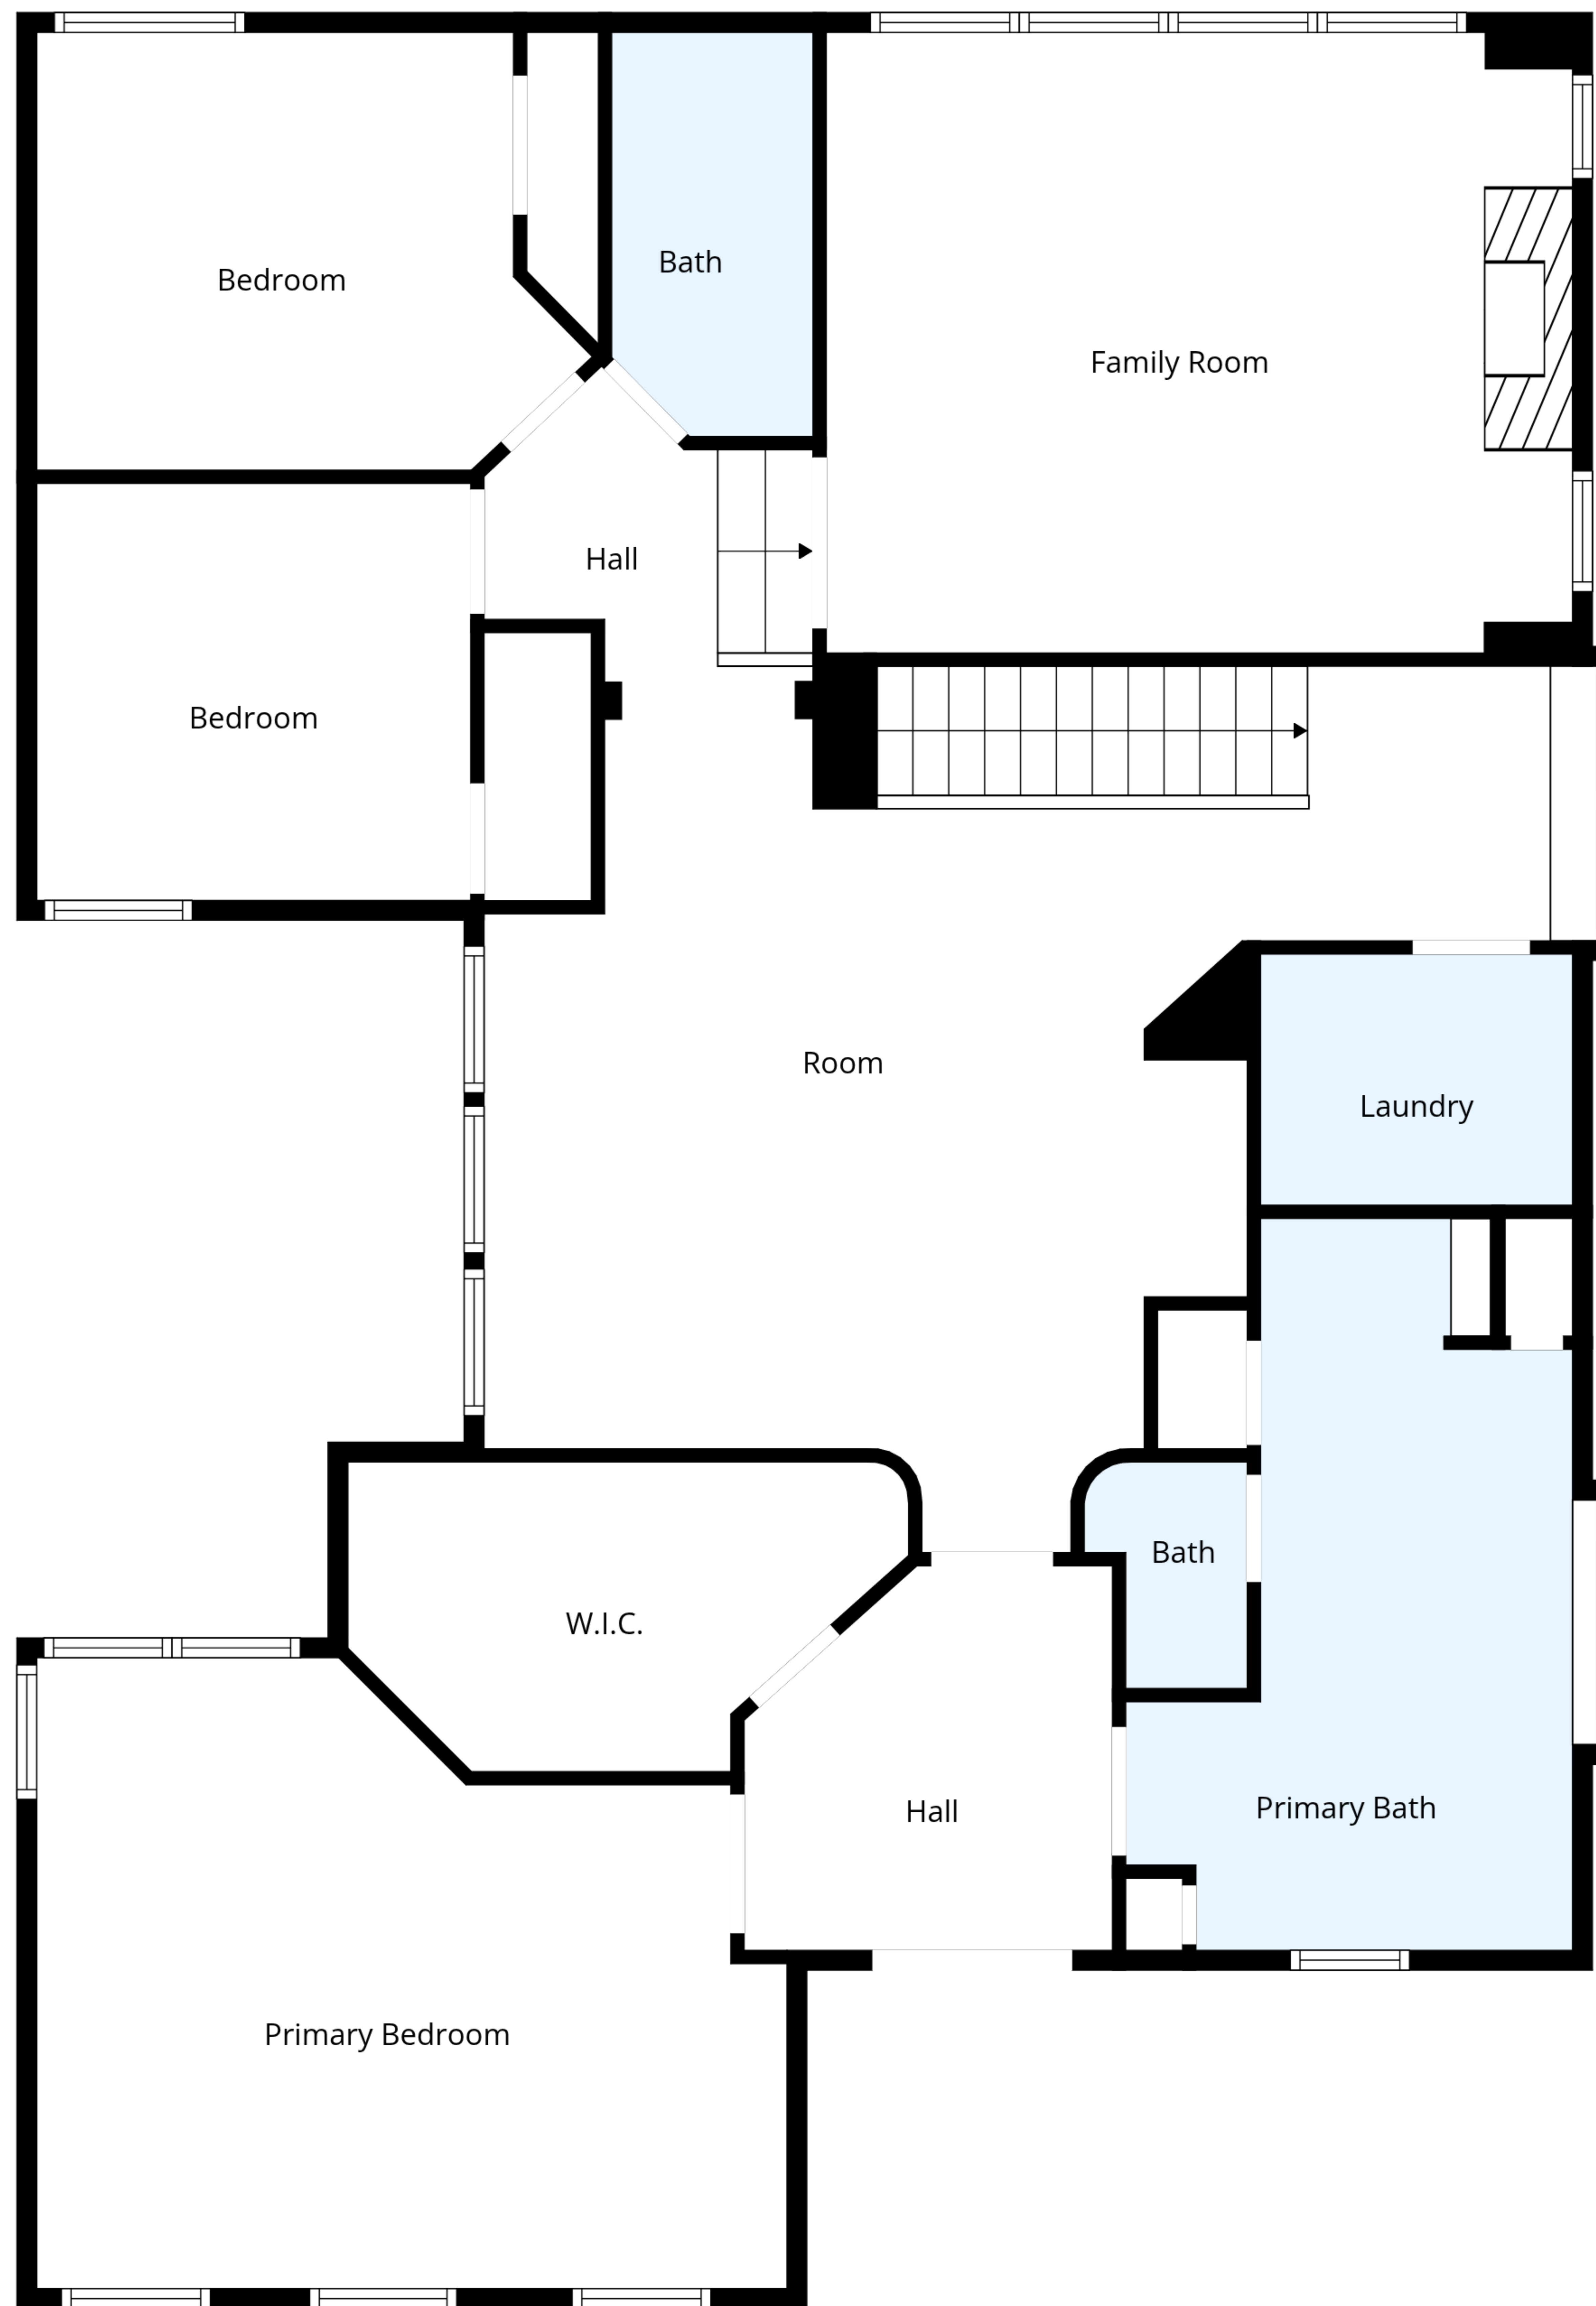 Bath
Bedroom
Family Room
Hall
Bedroom
Room
Laundry
Bath
W.I.C.
Primary Bath
Hall
Primary Bedroom